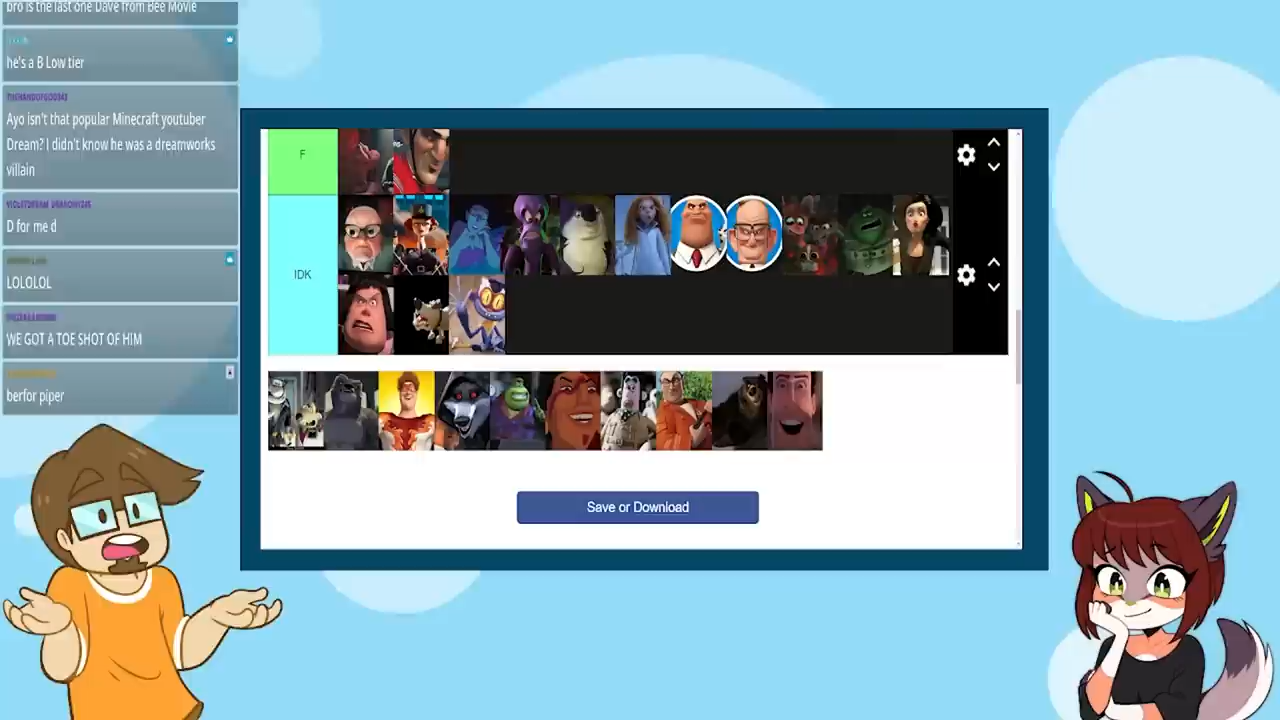 bro is the last one Dave from Bee Movie
he's a B Low tier
Ayo isn't that popular Minecraft youtuber
Dream? I didn't know he was a dreamworks
villain
D for me d
LOLOLOL
WE GOT A TOE SHOT OF HIM
berfor piper
F
IDK
Save or Download